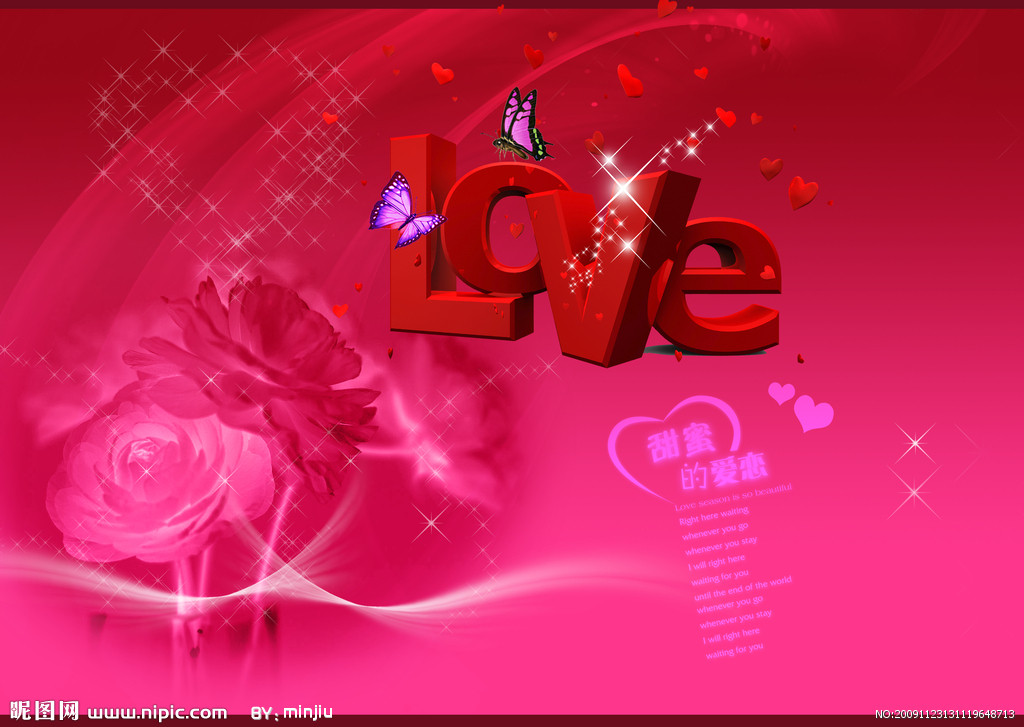 Love
甜蜜
的爱恋
Love season is so beautiful
Right here waiting
whenever you go
whenever you stay
I will right here
waiting for you
until the end of the world
whenever you go
whenever you stay
I will right here
waiting for you
昵图网 www.nipic.com BY: minjiu
NO:20091123131119648713